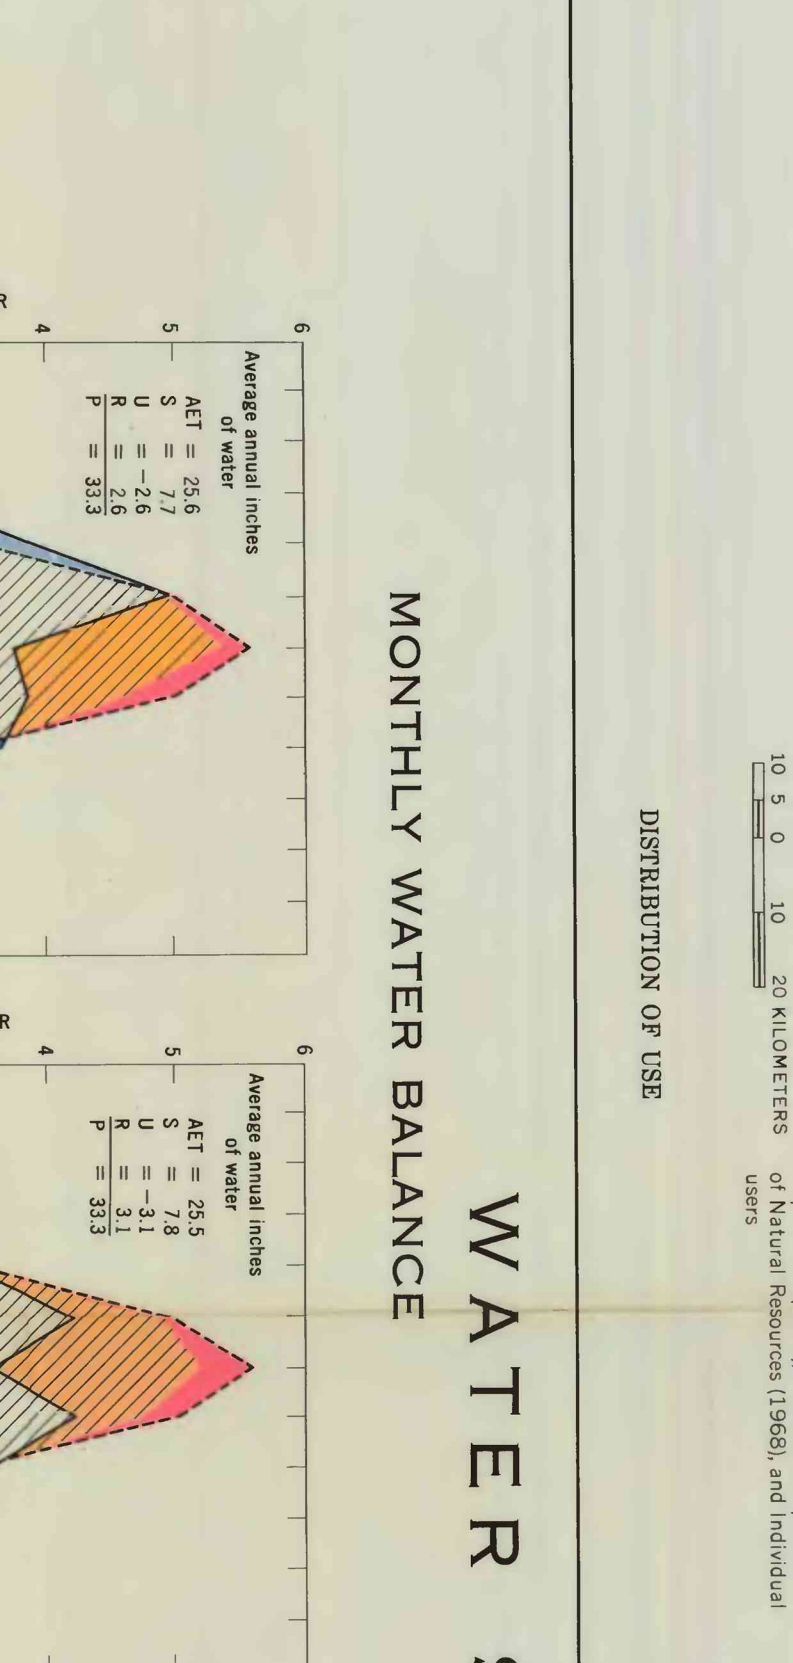 10 5 0 10 20 KILOMETERS
of Natural Resources (1968), and Individual
users
DISTRIBUTION OF USE
WATER
MONTHLY WATER BALANCE
6
5
4
Average annual inches
of water
AET = 25.6
S = 7.7
U = -2.6
R = 2.6
P = 33.3
6
5
4
Average annual inches
of water
AET = 25.5
S = 7.8
U = -3.1
R = 3.1
P = 33.3